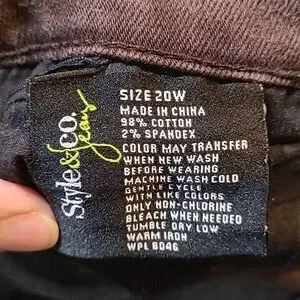 Style&co.
jeans
SIZE 20W
MADE IN CHINA
98% COTTON
2% SPANDEX
COLOR MAY TRANSFER
WHEN NEW WASH
BEFORE WEARING
MACHINE WASH COLD
GENTLE CYCLE
WITH LIKE COLORS
ONLY NON-CHLORINE
BLEACH WHEN NEEDED
TUMBLE DRY LOW
WARM IRON
WPL 8046